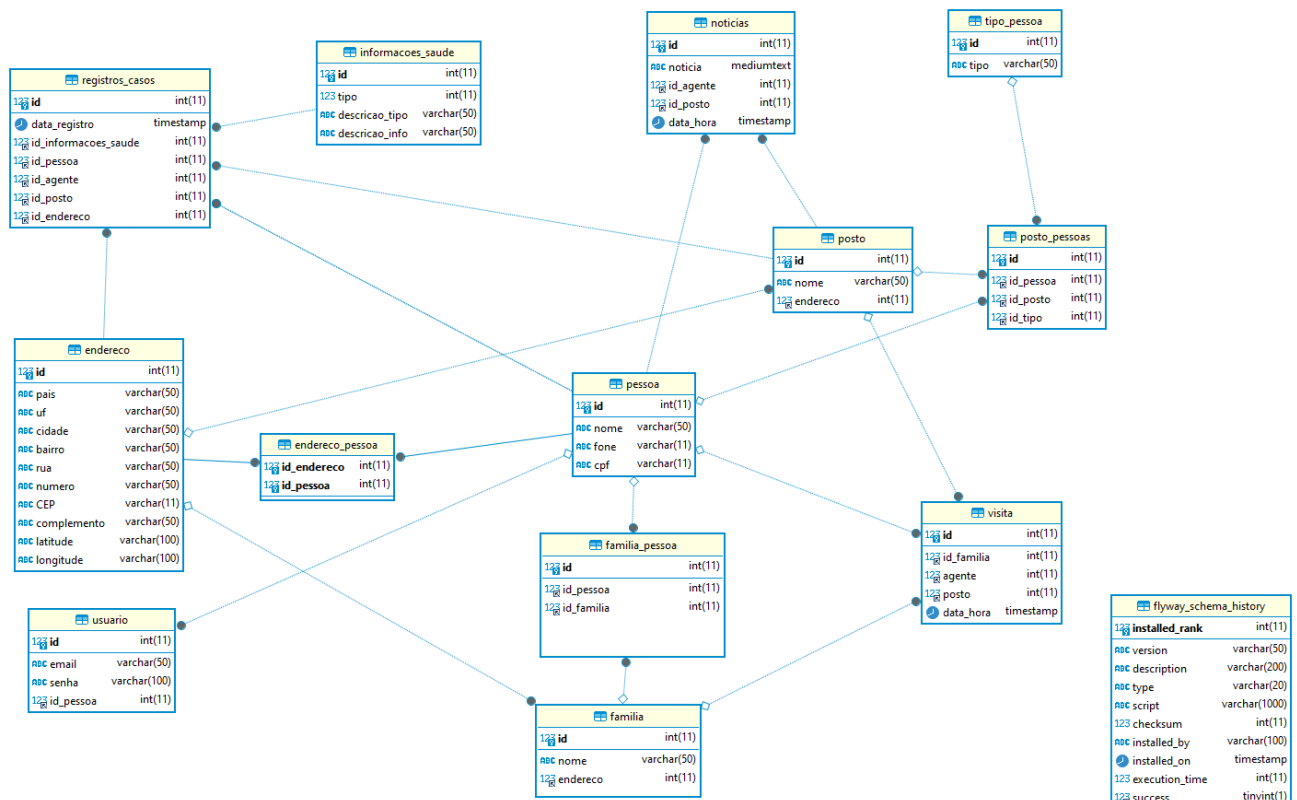 registros_casos
id int(11)
data_registro timestamp
id_informacoes_saude int(11)
id_pessoa int(11)
id_agente int(11)
id_posto int(11)
id_endereco int(11)
informacoes_saude
id int(11)
tipo int(11)
descricao_tipo varchar(50)
descricao_info varchar(50)
noticias
id int(11)
noticia mediumtext
id_agente int(11)
id_posto int(11)
data_hora timestamp
tipo_pessoa
id int(11)
tipo varchar(50)
posto
id int(11)
nome varchar(50)
endereco int(11)
posto_pessoas
id int(11)
id_pessoa int(11)
id_posto int(11)
id_tipo int(11)
endereco
id int(11)
pais varchar(50)
uf varchar(50)
cidade varchar(50)
bairro varchar(50)
rua varchar(50)
numero varchar(50)
CEP varchar(11)
complemento varchar(50)
latitude varchar(100)
longitude varchar(100)
endereco_pessoa
id_endereco int(11)
id_pessoa int(11)
pessoa
id int(11)
nome varchar(50)
fone varchar(11)
cpf varchar(11)
familia_pessoa
id int(11)
id_pessoa int(11)
id_familia int(11)
visita
id int(11)
id_familia int(11)
agente int(11)
posto int(11)
data_hora timestamp
usuario
id int(11)
email varchar(50)
senha varchar(100)
id_pessoa int(11)
familia
id int(11)
nome varchar(50)
endereco int(11)
flyway_schema_history
installed_rank int(11)
version varchar(50)
description varchar(200)
type varchar(20)
script varchar(1000)
checksum int(11)
installed_by varchar(100)
installed_on timestamp
execution_time int(11)
success tinyint(1)